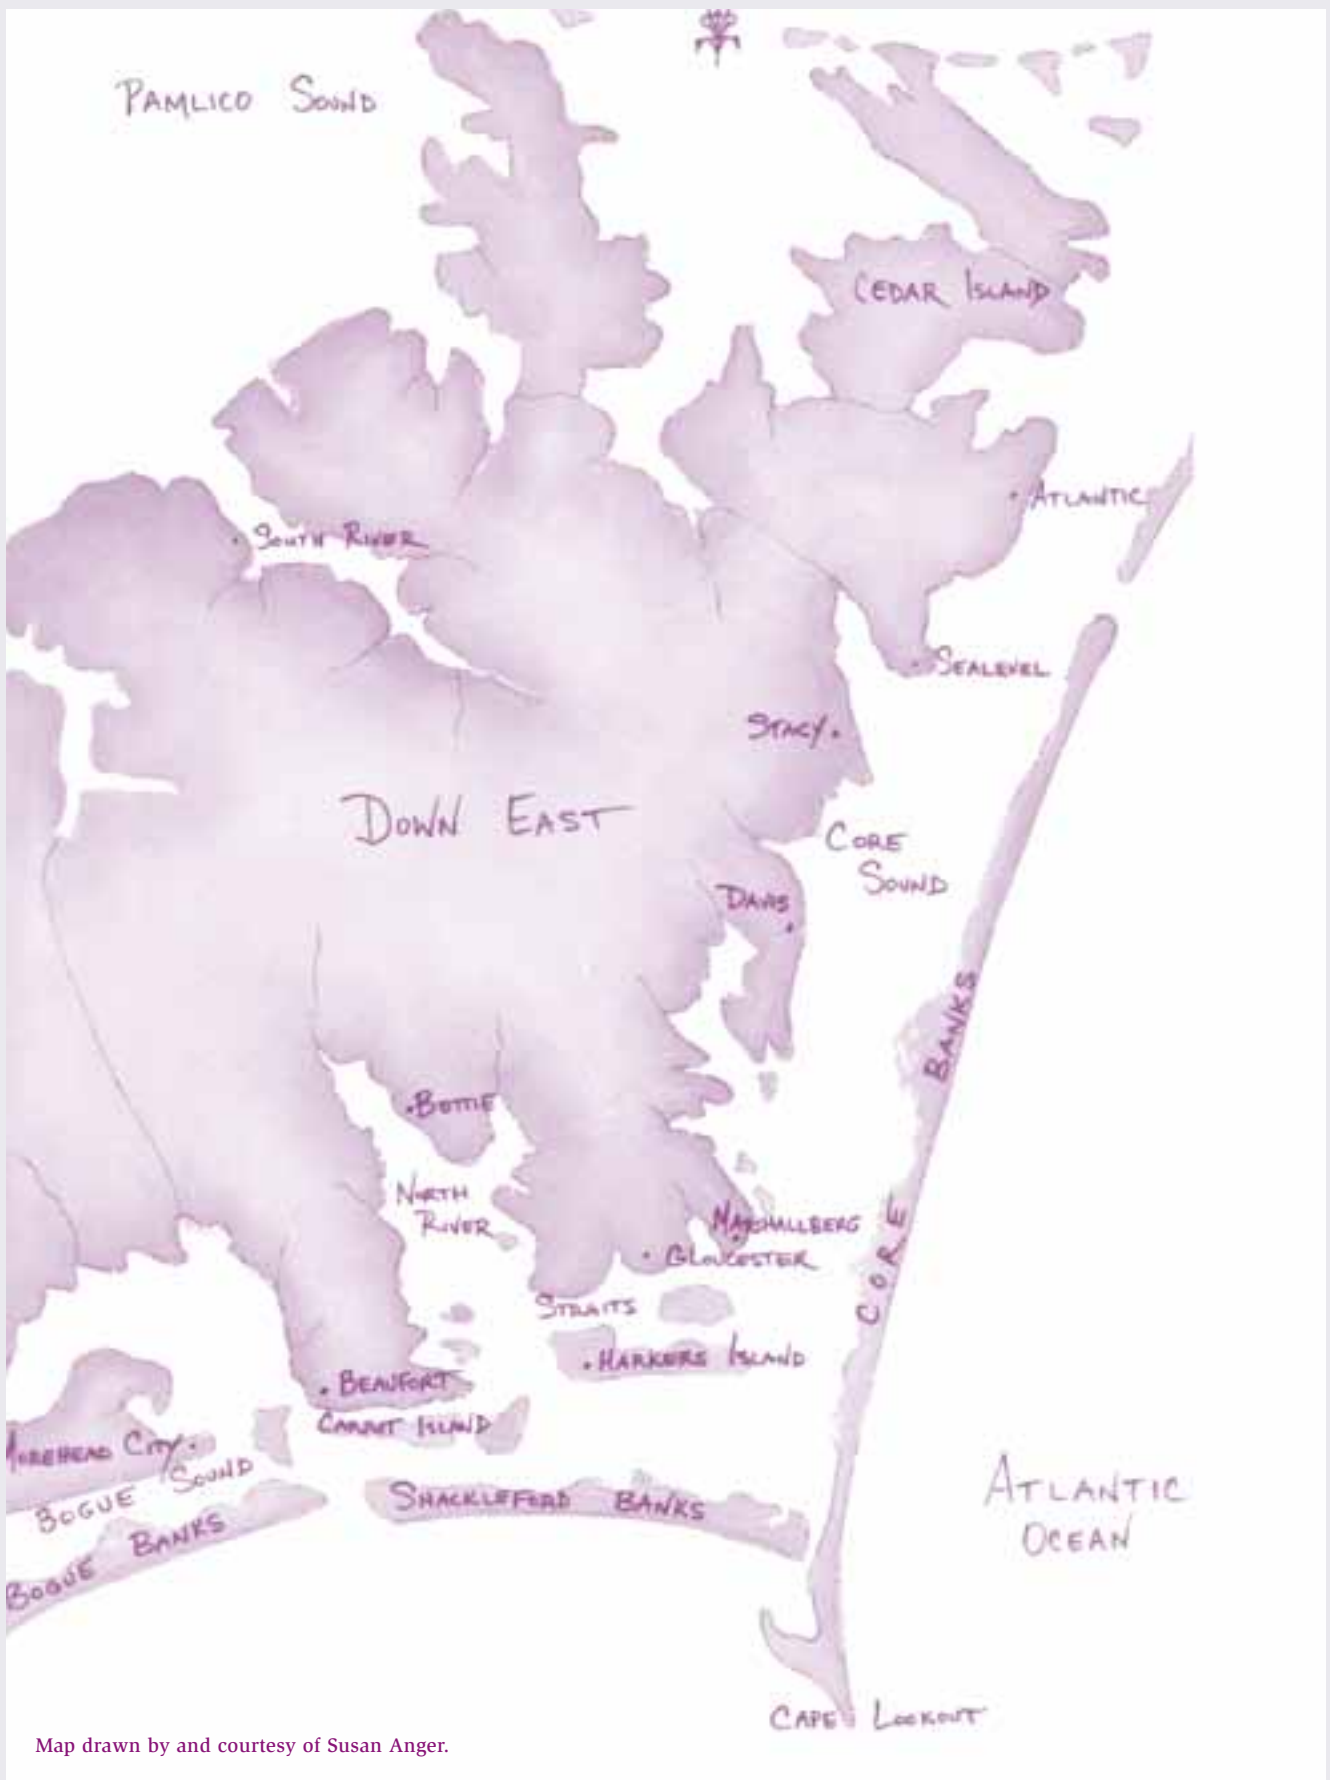 PAMLICO SOUND
CEDAR ISLAND
ATLANTIC
SOUTH RIVER
SEALEVEL
STACY
DOWN EAST
CORE
SOUND
DAVIS
CORE BANKS
BETTIE
NORTH
RIVER
MARSHALLBERG
GLOUCESTER
STRAITS
HARKERS ISLAND
BEAUFORT
CARROT ISLAND
MOREHEAD CITY
BOGUE SOUND
SHACKLEFORD BANKS
BOGUE BANKS
ATLANTIC
OCEAN
CAPE LOOKOUT
Map drawn by and courtesy of Susan Anger.